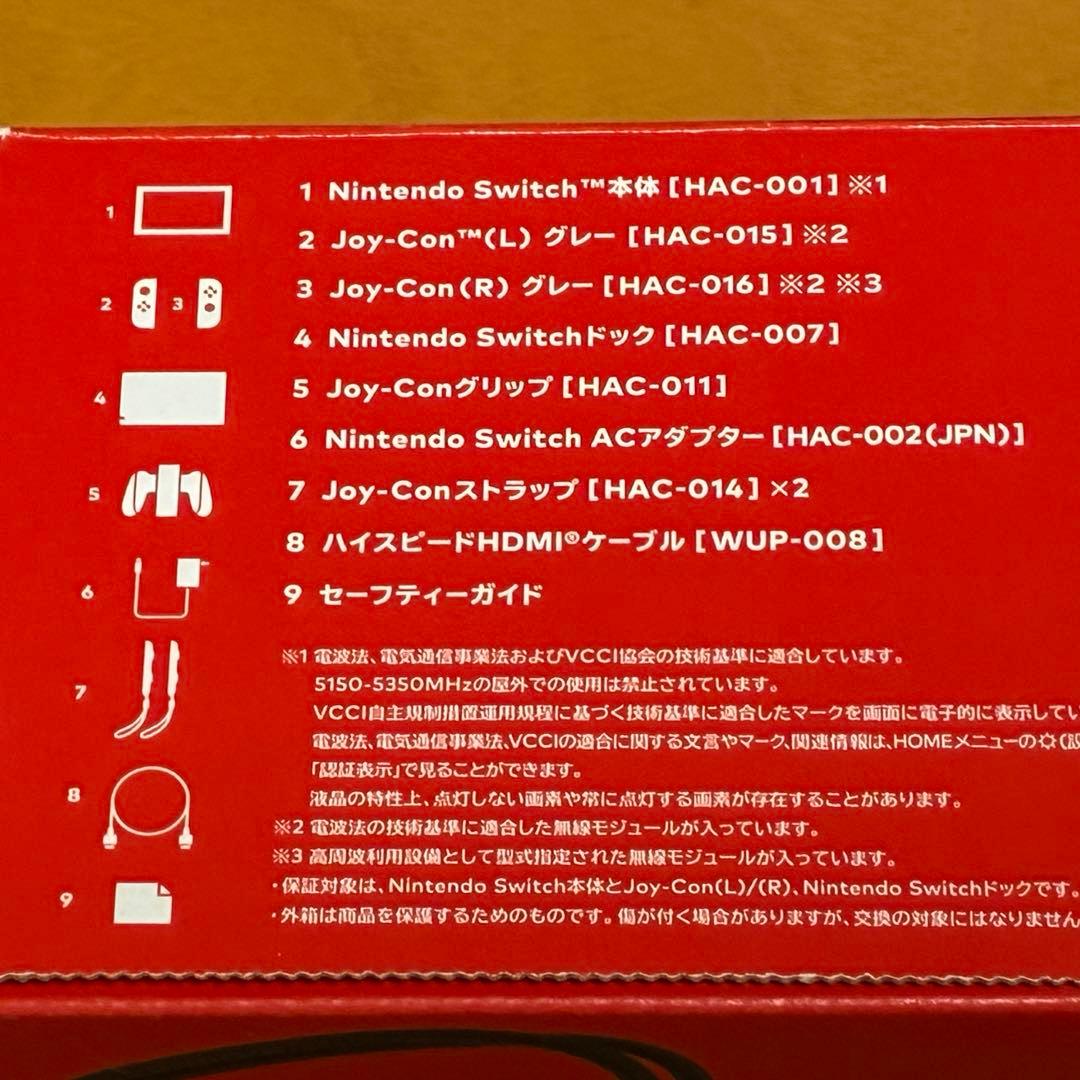 1 Nintendo Switch™本体[HAC-001]※1
2 Joy-Con™(L) グレー[HAC-015]※2
3 Joy-Con(R) グレー[HAC-016]※2 ※3
4 Nintendo Switchドック[HAC-007]
5 Joy-Conグリップ[HAC-011]
6 Nintendo Switch ACアダプター[HAC-002(JPN)]
7 Joy-Conストラップ[HAC-014]×2
8 ハイスピードHDMI®ケーブル[WUP-008]
9 セーフティーガイド
1
2 3
4
5
6
7
8
9
※1 電波法、電気通信事業法およびVCCI協会の技術基準に適合しています。
5150-5350MHzの屋外での使用は禁止されています。
VCCI自主規制措置運用規程に基づく技術基準に適合したマークを画面に電子的に表示してい
電波法、電気通信事業法、VCCIの適合に関する文言やマーク、関連情報は、HOMEメニューの(設
「認証表示」で見ることができます。
液晶の特性上、点灯しない画素や常に点灯する画素が存在することがあります。
※2 電波法の技術基準に適合した無線モジュールが入っています。
※3 高周波利用設備として型式指定された無線モジュールが入っています。
・保証対象は、Nintendo Switch本体とJoy-Con(L)/(R)、Nintendo Switchドックです。
・外箱は商品を保護するためのものです。傷が付く場合がありますが、交換の対象にはなりません